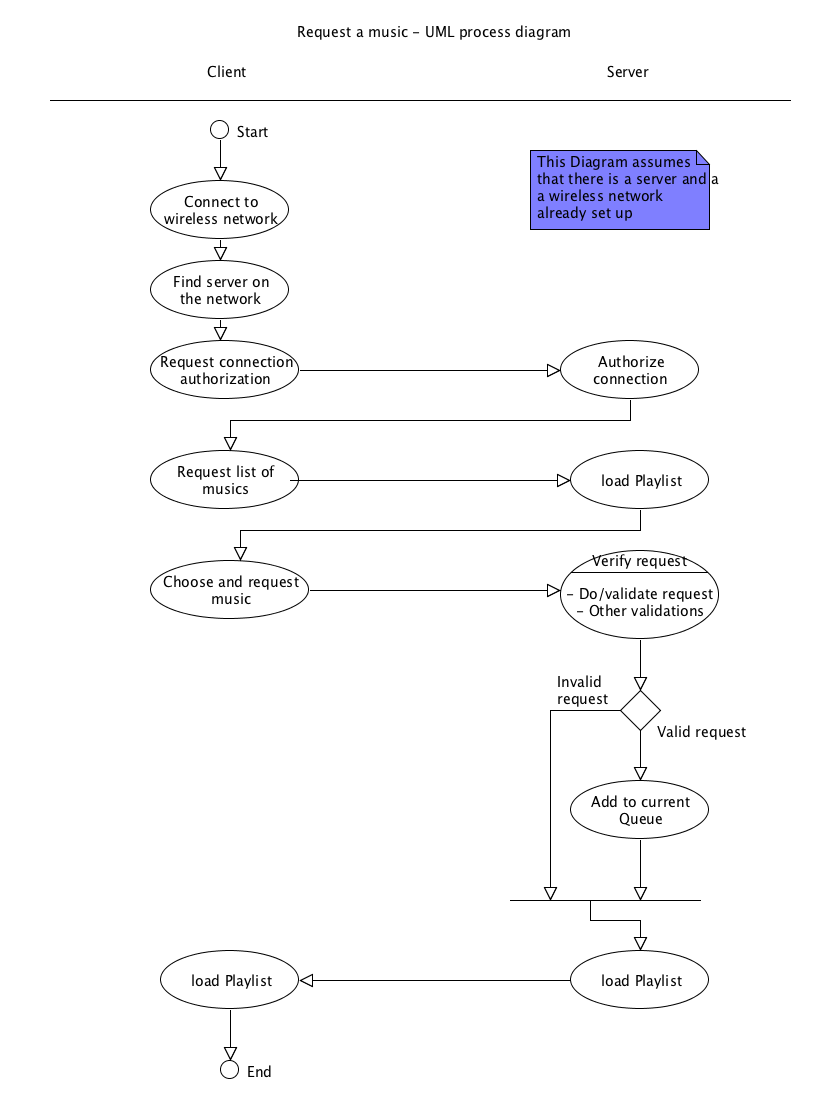 Request a music – UML process diagram
Client
Server
Start
This Diagram assumes
that there is a server and a
a wireless network
already set up
Connect to
wireless network
Find server on
the network
Request connection
authorization
Authorize
connection
Request list of
musics
load Playlist
Choose and request
music
Verify request
– Do/validate request
– Other validations
Invalid
request
Valid request
Add to current
Queue
load Playlist
load Playlist
End